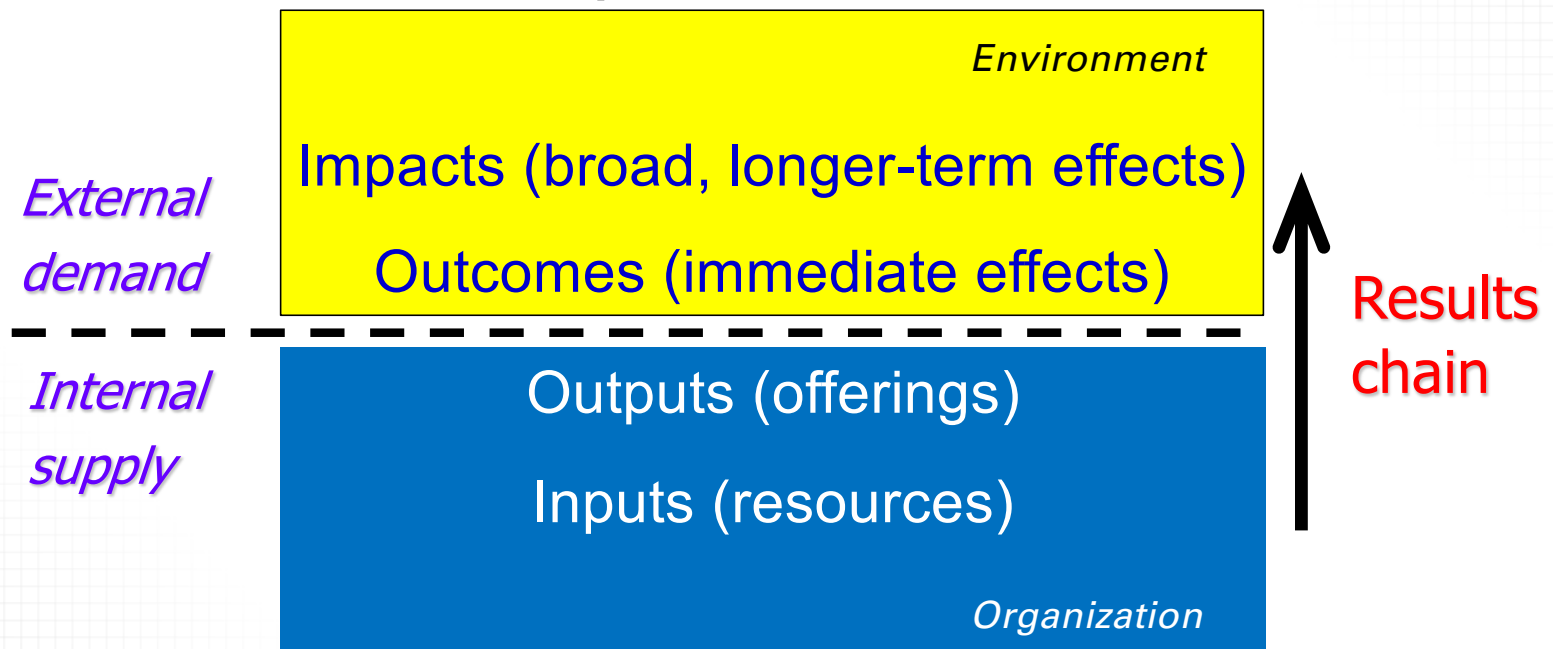 Environment
Impacts (broad, longer-term effects)
Outcomes (immediate effects)
External
demand
Internal
supply
Outputs (offerings)
Inputs (resources)
Organization
Results
chain